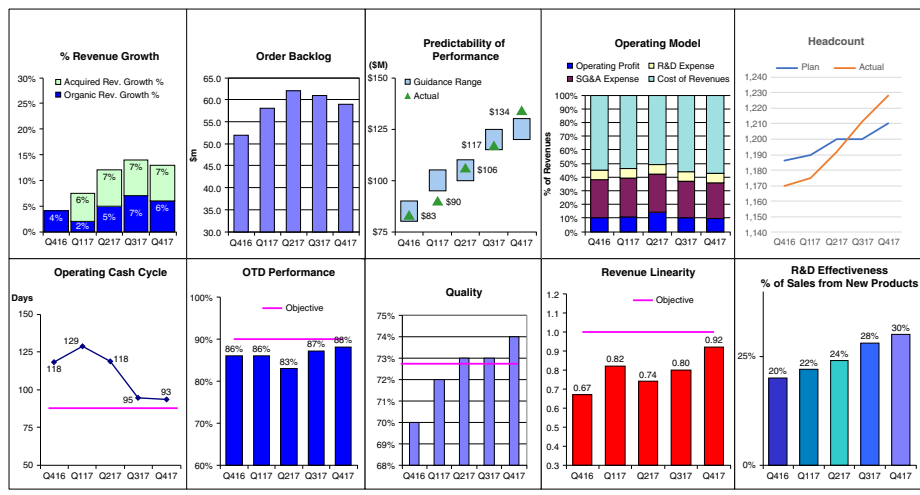 % Revenue Growth
Acquired Rev. Growth %
Organic Rev. Growth %
30%
25%
20%
15%
10%
5%
0%
4%
6%
2%
7%
5%
7%
7%
7%
6%
Q416 Q117 Q217 Q317 Q417
Order Backlog
$m
65.0
60.0
55.0
50.0
45.0
40.0
35.0
30.0
Q416 Q117 Q217 Q317 Q417
Predictability of
Performance
($M)
Guidance Range
Actual
$150
$125
$100
$75
$83
$90
$106
$117
$134
Q416 Q117 Q217 Q317 Q417
Operating Model
Operating Profit R&D Expense
SG&A Expense Cost of Revenues
% of Revenues
100%
90%
80%
70%
60%
50%
40%
30%
20%
10%
0%
Q416 Q117 Q217 Q317 Q417
Headcount
Plan Actual
1,240
1,230
1,220
1,210
1,200
1,190
1,180
1,170
1,160
1,150
1,140
Q416 Q117 Q217 Q317 Q417
Operating Cash Cycle
Days
150
125
100
75
50
118
129
118
95
93
Q416 Q117 Q217 Q317 Q417
OTD Performance
Objective
100%
90%
80%
70%
60%
86% 86% 83% 87% 88%
Q416 Q117 Q217 Q317 Q417
Quality
75%
74%
73%
72%
71%
70%
69%
68%
Q416 Q117 Q217 Q317 Q417
Revenue Linearity
Objective
1.2
1.1
1.0
0.9
0.8
0.7
0.6
0.5
0.4
0.3
0.67 0.82 0.74 0.80 0.92
Q416 Q117 Q217 Q317 Q417
R&D Effectiveness
% of Sales from New Products
25%
0%
20% 22% 24% 28% 30%
Q416 Q117 Q217 Q317 Q417